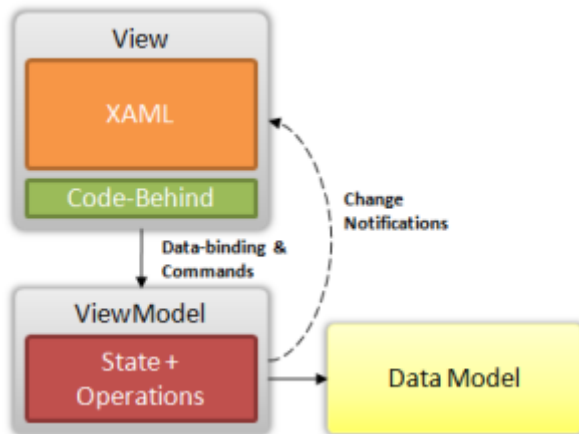 View
XAML
Code-Behind
Change
Notifications
Data-binding &
Commands
ViewModel
State +
Operations
Data Model